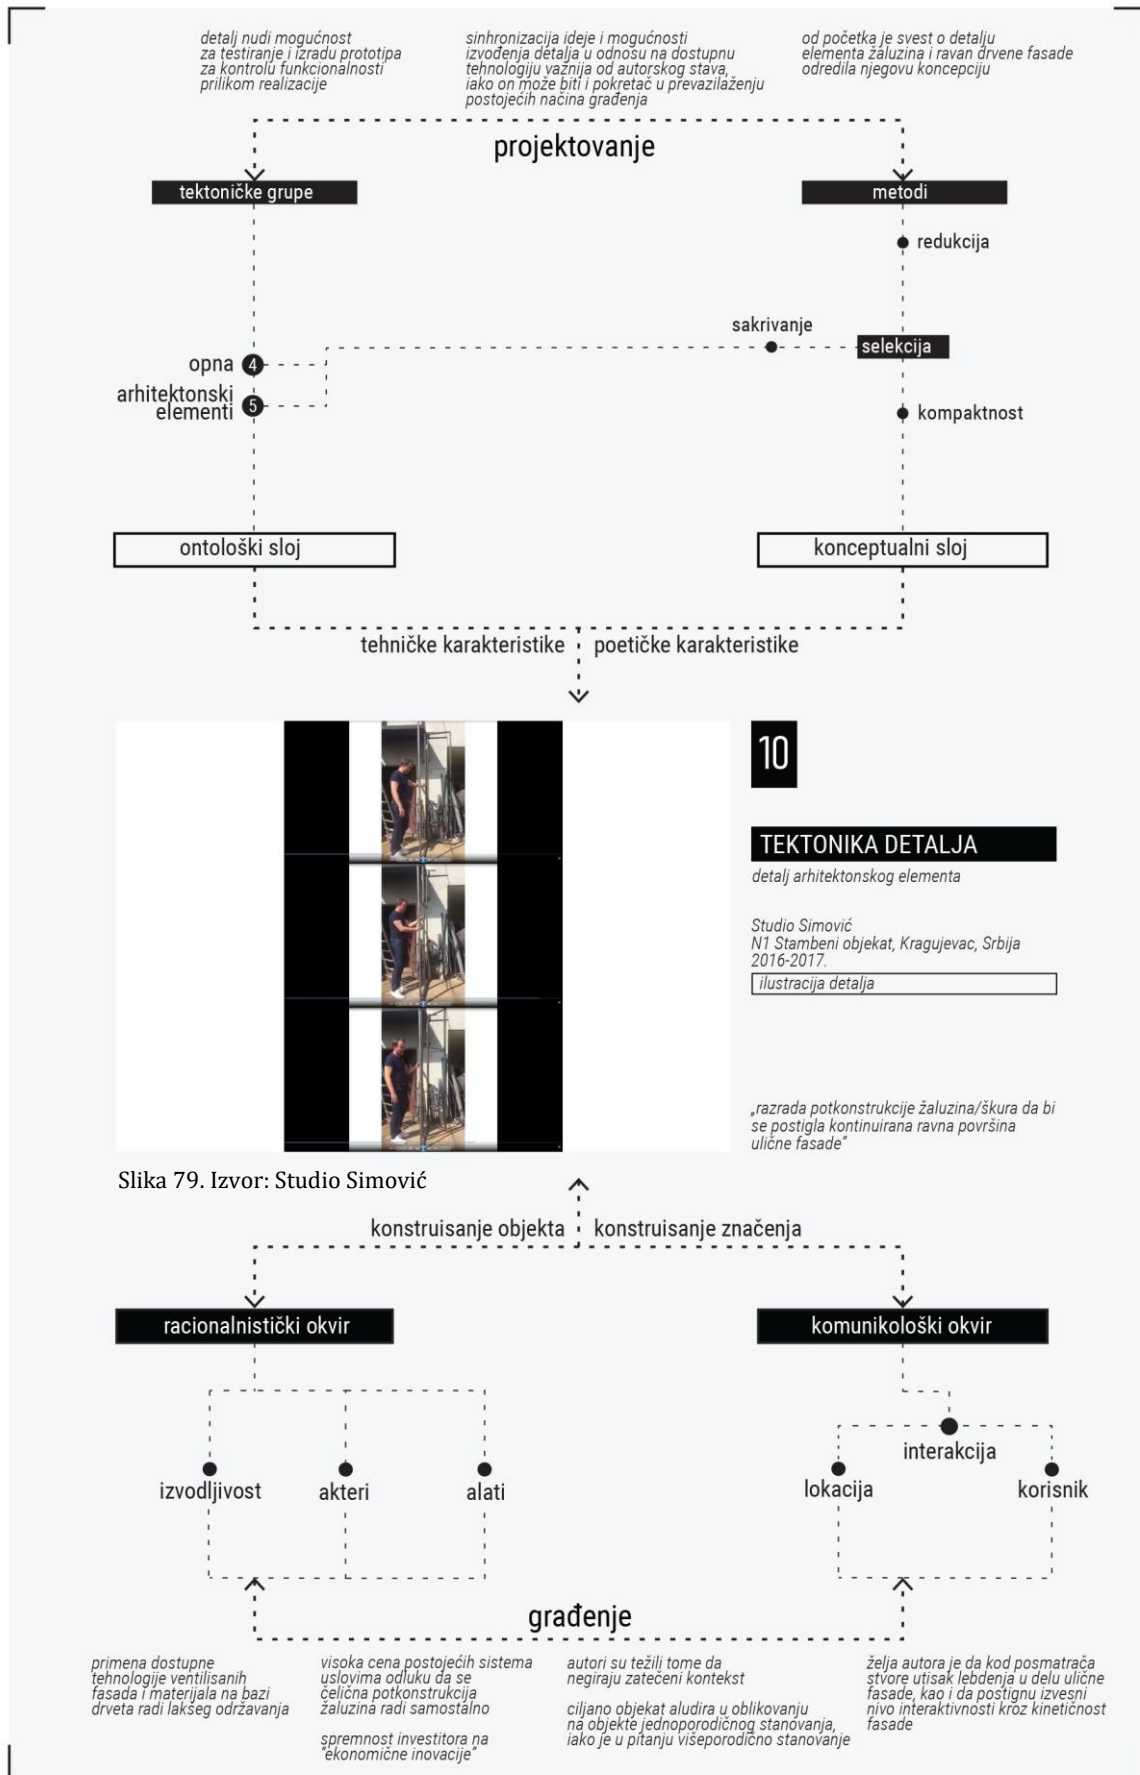 detalj nudi mogućnost
za testiranje i izradu prototipa
za kontrolu funkcionalnosti
prilikom realizacije
sinhronizacija ideje i mogućnosti
izvođenja detalja u odnosu na dostupnu
tehnologiju važnija od autorskog stava,
iako on može biti i pokretač u prevazilaženju
postojećih načina građenja
od početka je svest o detalju
elementa žaluzina i ravan drvene fasade
odredila njegovu koncepciju
projektovanje
tektoničke grupe
metodi
redukcija
sakrivanje
selekcija
opna 4
arhitektonski
elementi 5
kompaktnost
ontološki sloj
konceptualni sloj
tehničke karakteristike
poetičke karakteristike
10
TEKTONIKA DETALJA
detalj arhitektonskog elementa
Studio Simović
N1 Stambeni objekat, Kragujevac, Srbija
2016-2017.
ilustracija detalja
„razrada potkonstrukcije žaluzina/škura da bi
se postigla kontinuirana ravna površina
ulične fasade"
Slika 79. Izvor: Studio Simović
konstruisanje objekta
konstruisanje značenja
racionalnistički okvir
komunikološki okvir
interakcija
izvodljivost
akteri
alati
lokacija
korisnik
građenje
primena dostupne
tehnologije ventilisanih
fasada i materijala na bazi
drveta radi lakšeg održavanja
visoka cena postojećih sistema
uslovima odluku da se
čelična potkonstrukcija
žaluzina radi samostalno
spremnost investitora na
"ekonomične inovacije"
autori su težili tome da
negiraju zatečeni kontekst
ciljano objekat aludira u oblikovanju
na objekte jednoporodičnog stanovanja,
iako je u pitanju višeporodično stanovanje
želja autora je da kod posmatrača
stvore utisak lebdenja u delu ulične
fasade, kao i da postignu izvesni
nivo interaktivnosti kroz kinetičnost
fasade